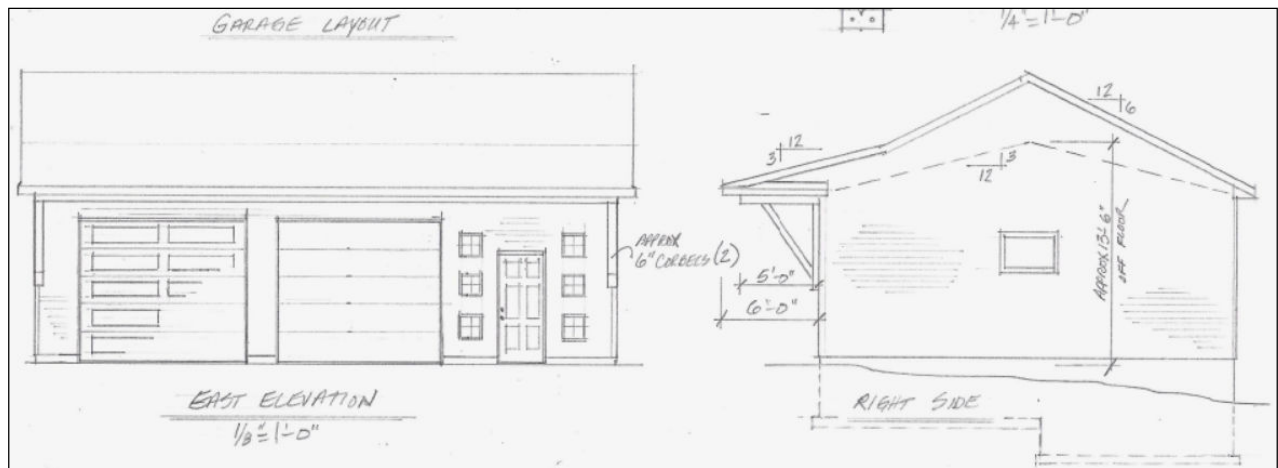 GARAGE LAYOUT
1/4" = 1'-0"
12
6
12
3
3
12
APPROX
6" CORBELS (2)
5'-0"
6'-0"
APPROX 13'-6"
OFF FLOOR
EAST ELEVATION
1/8" = 1'-0"
RIGHT SIDE